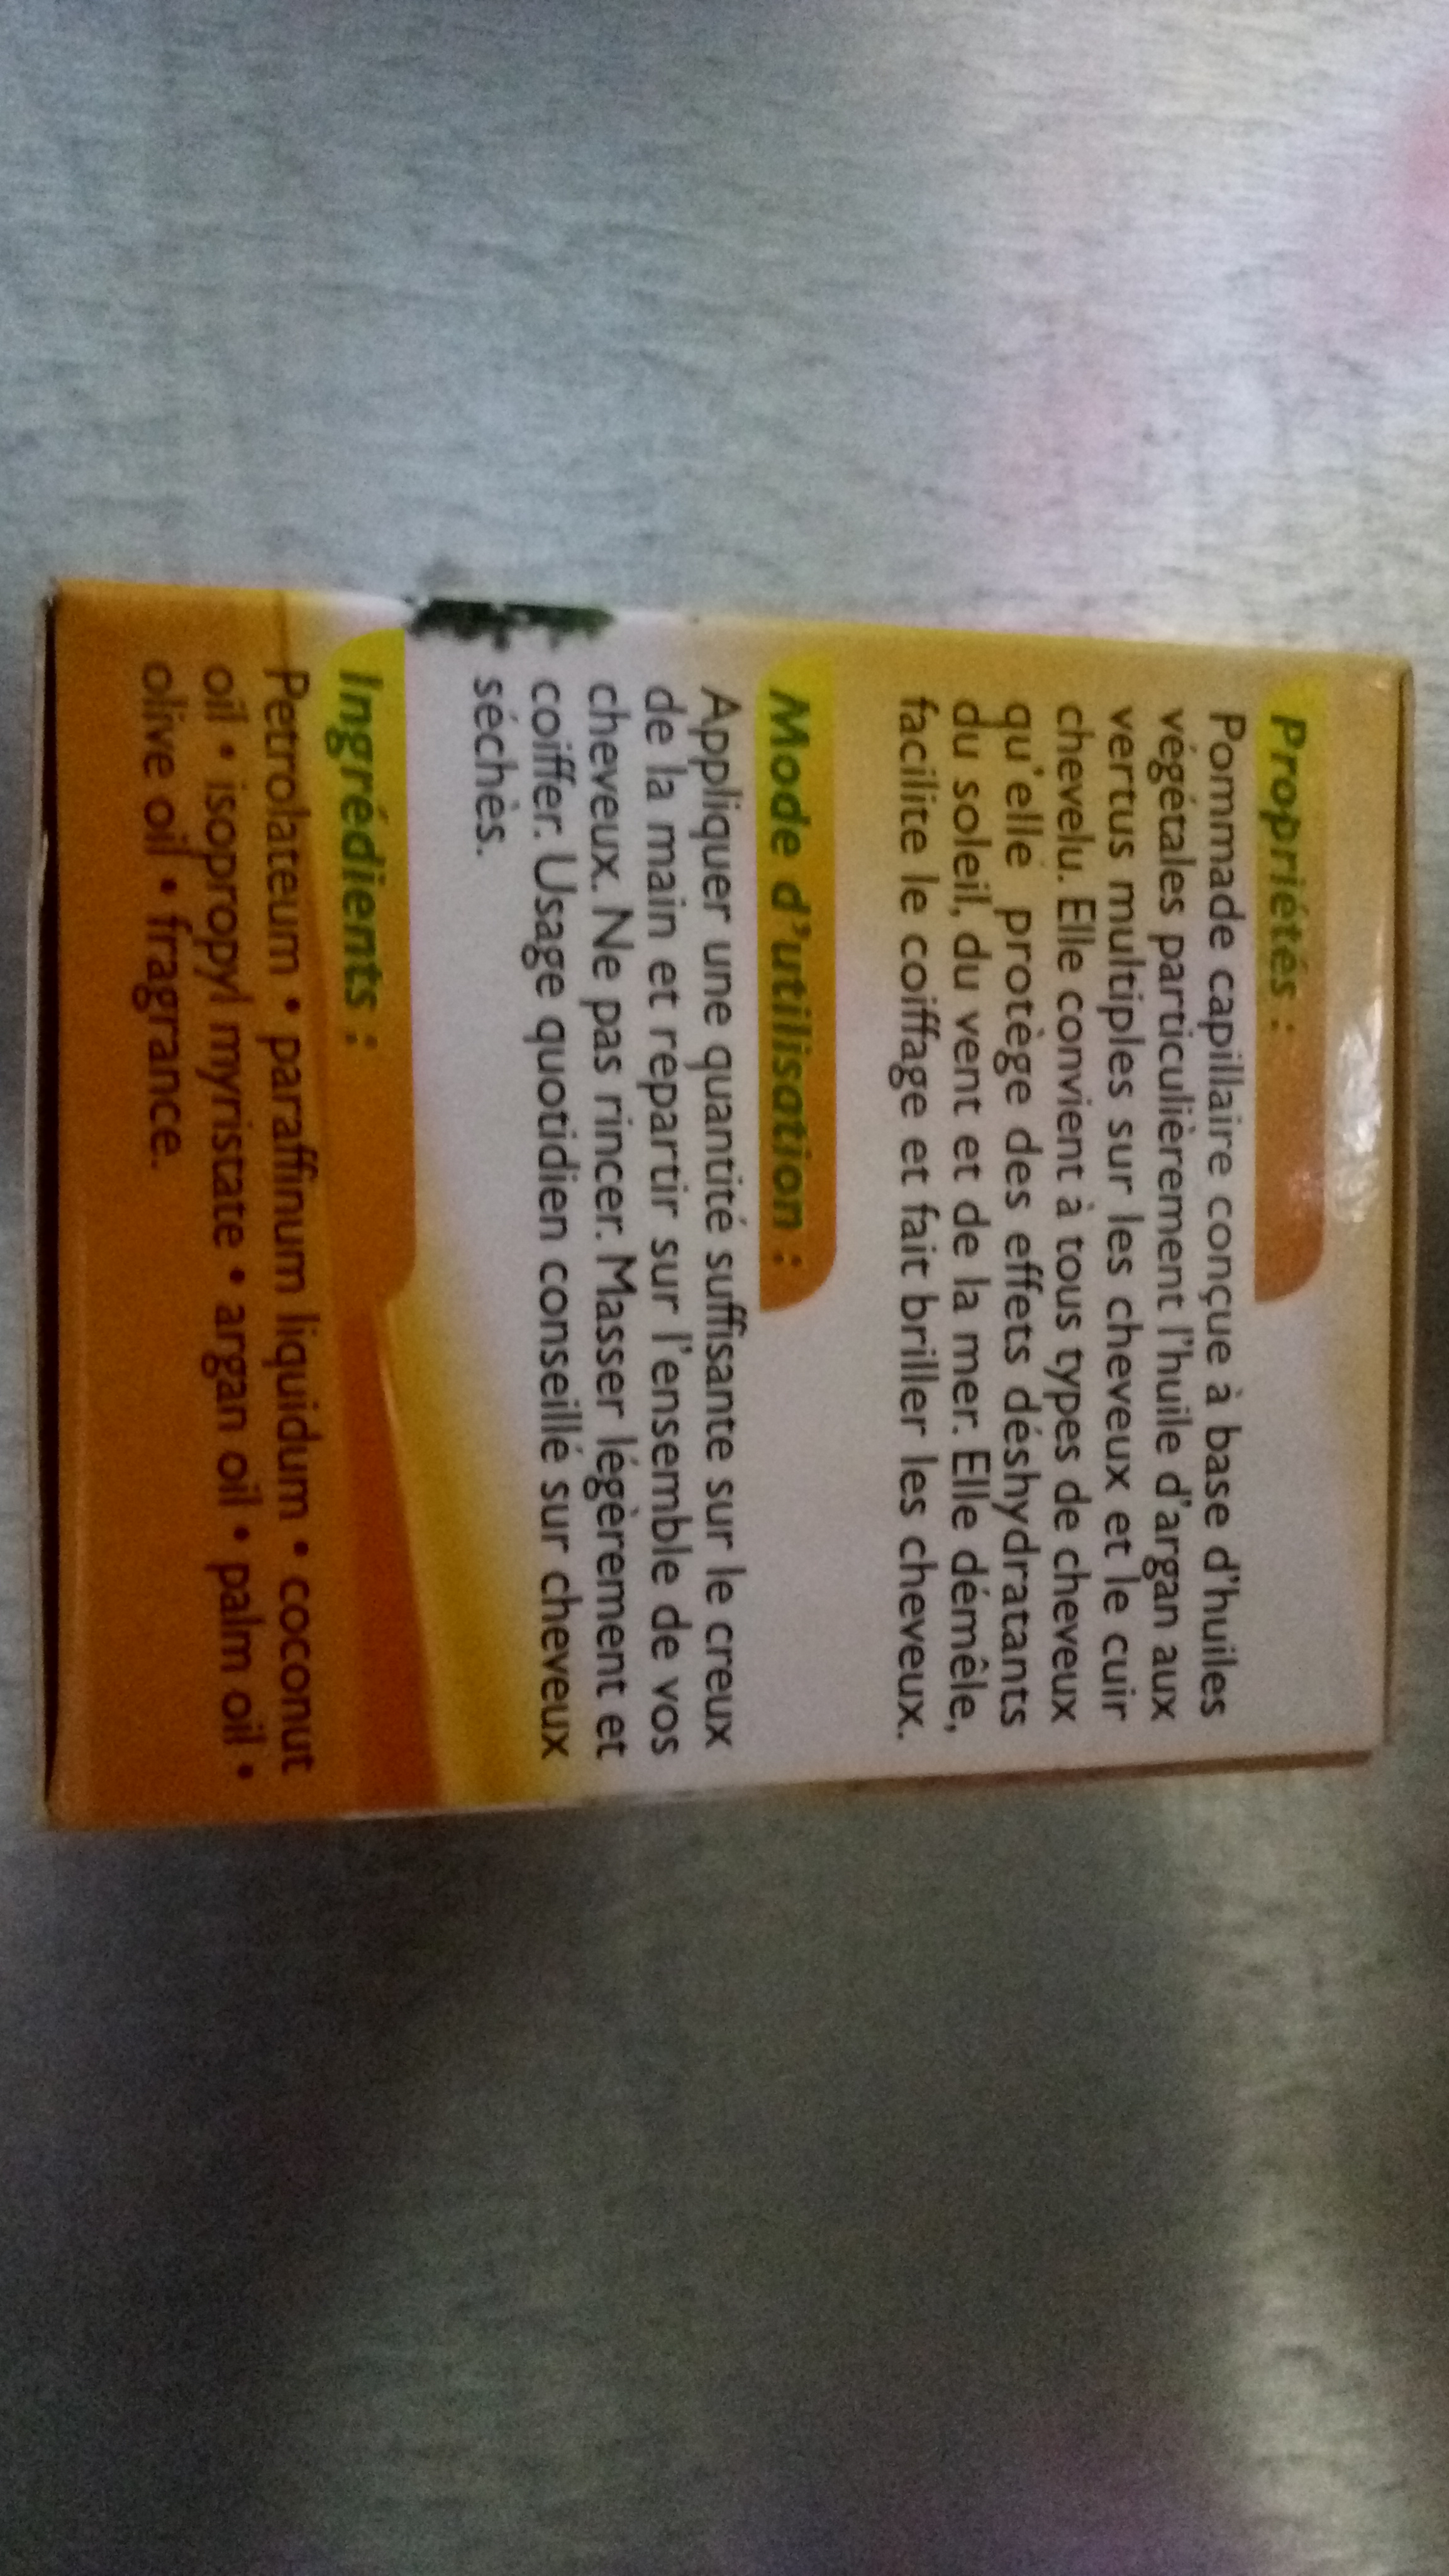 Propriétés :
Pommade capillaire conçue à base d'huiles
végétales particulièrement l'huile d'argan aux
vertus multiples sur les cheveux et le cuir
chevelu. Elle convient à tous types de cheveux
qu'elle protège des effets déshydratants
du soleil, du vent et de la mer. Elle démêle,
facilite le coiffage et fait briller les cheveux.
Mode d'utilisation :
Appliquer une quantité suffisante sur le creux
de la main et repartir sur l'ensemble de vos
cheveux. Ne pas rincer. Masser légèrement et
coiffer. Usage quotidien conseillé sur cheveux
séchès.
Ingrédients :
Petrolateum • paraffinum liquidum • coconut
oil • isopropyl myristate • argan oil • palm oil •
olive oil • fragrance.